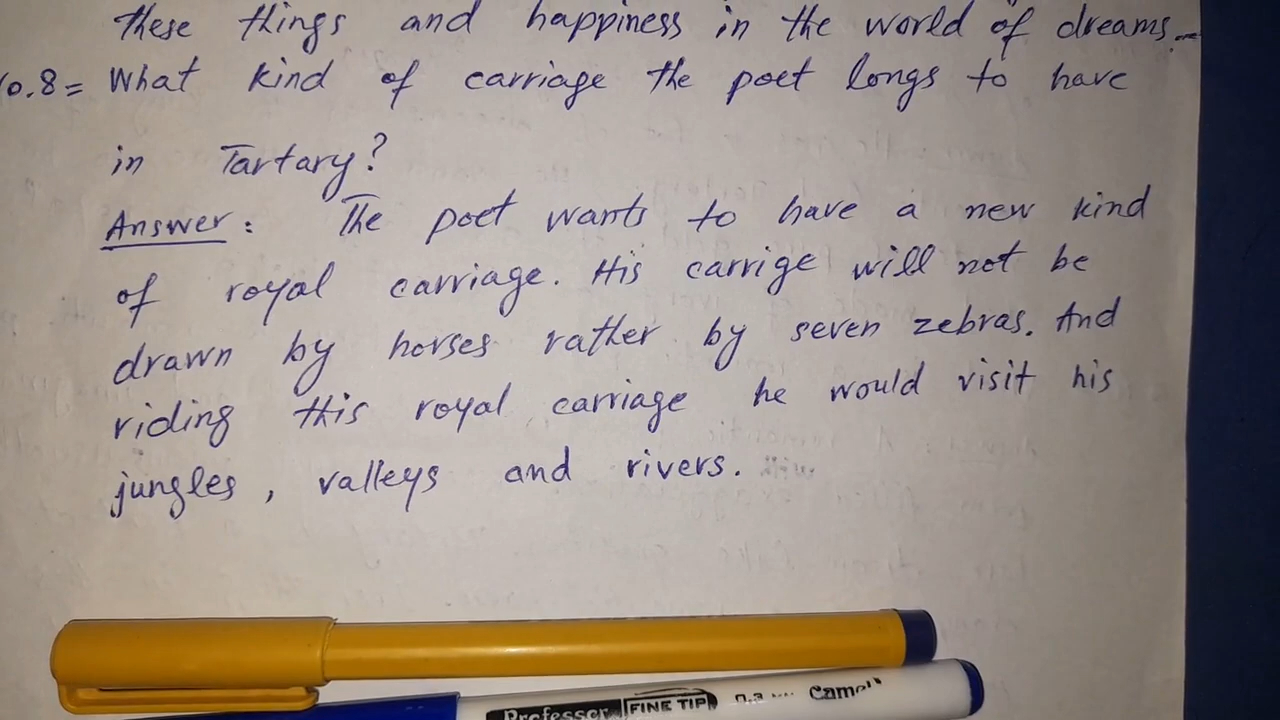 these things and happiness in the world of dreams.
o.8= What kind of carriage the poet longs to have
in Tartary?
Answer: The poet wants to have a new kind
of royal carriage. His carrige will not be
drawn by horses rather by seven zebras. And
riding this royal carriage he would visit his
jungles, valleys and rivers.
Professor FINE TIP Camel